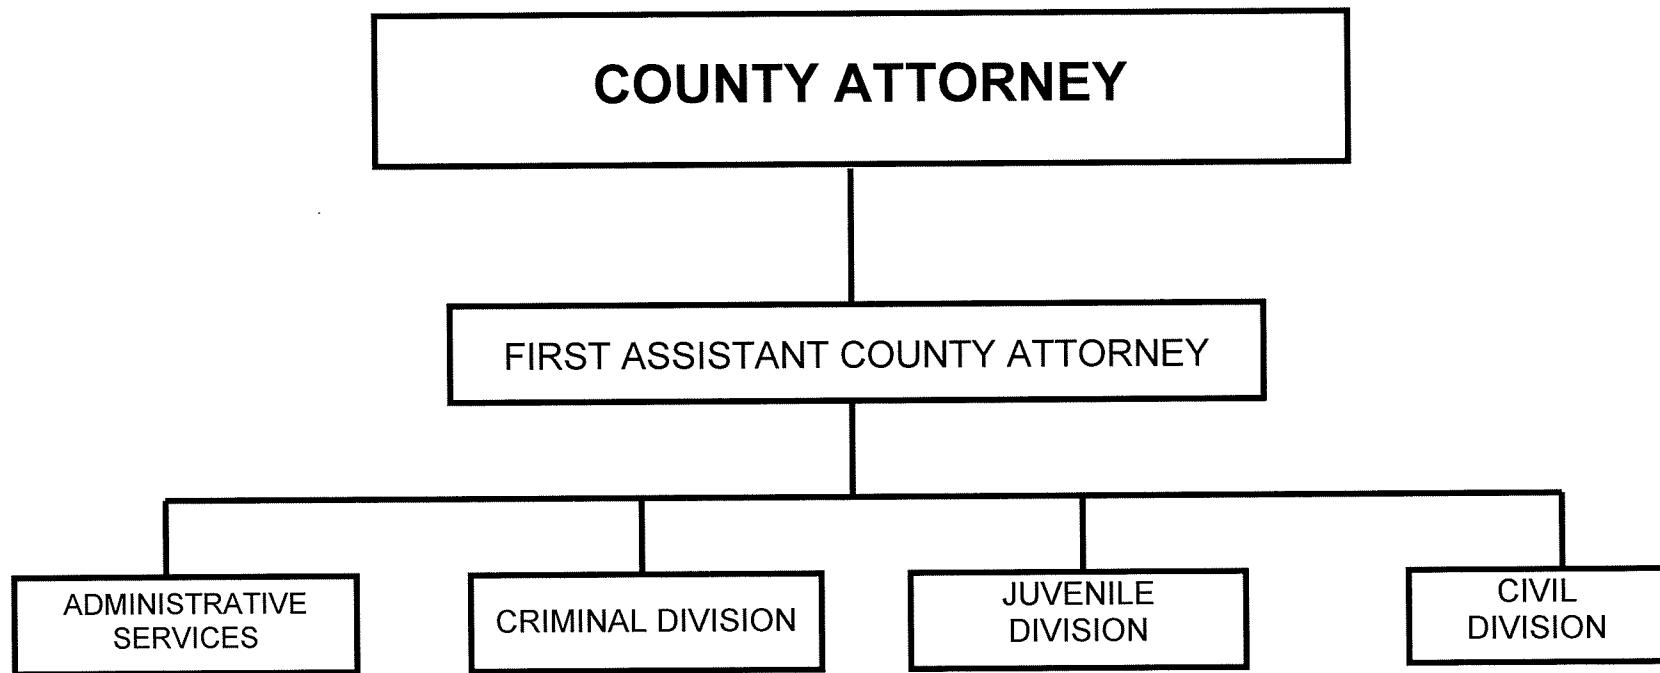 COUNTY ATTORNEY
FIRST ASSISTANT COUNTY ATTORNEY
ADMINISTRATIVE
SERVICES
CRIMINAL DIVISION
JUVENILE
DIVISION
CIVIL
DIVISION